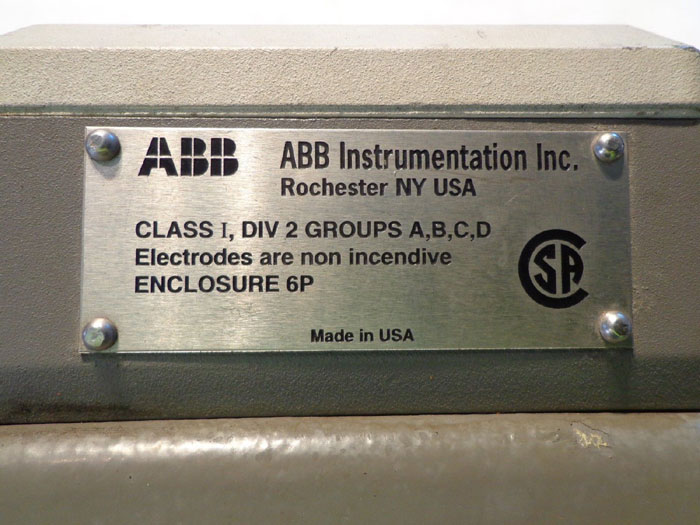 ABB ABB Instrumentation Inc.
Rochester NY USA
CLASS I, DIV 2 GROUPS A,B,C,D
Electrodes are non incendive
ENCLOSURE 6P
CSA
Made in USA